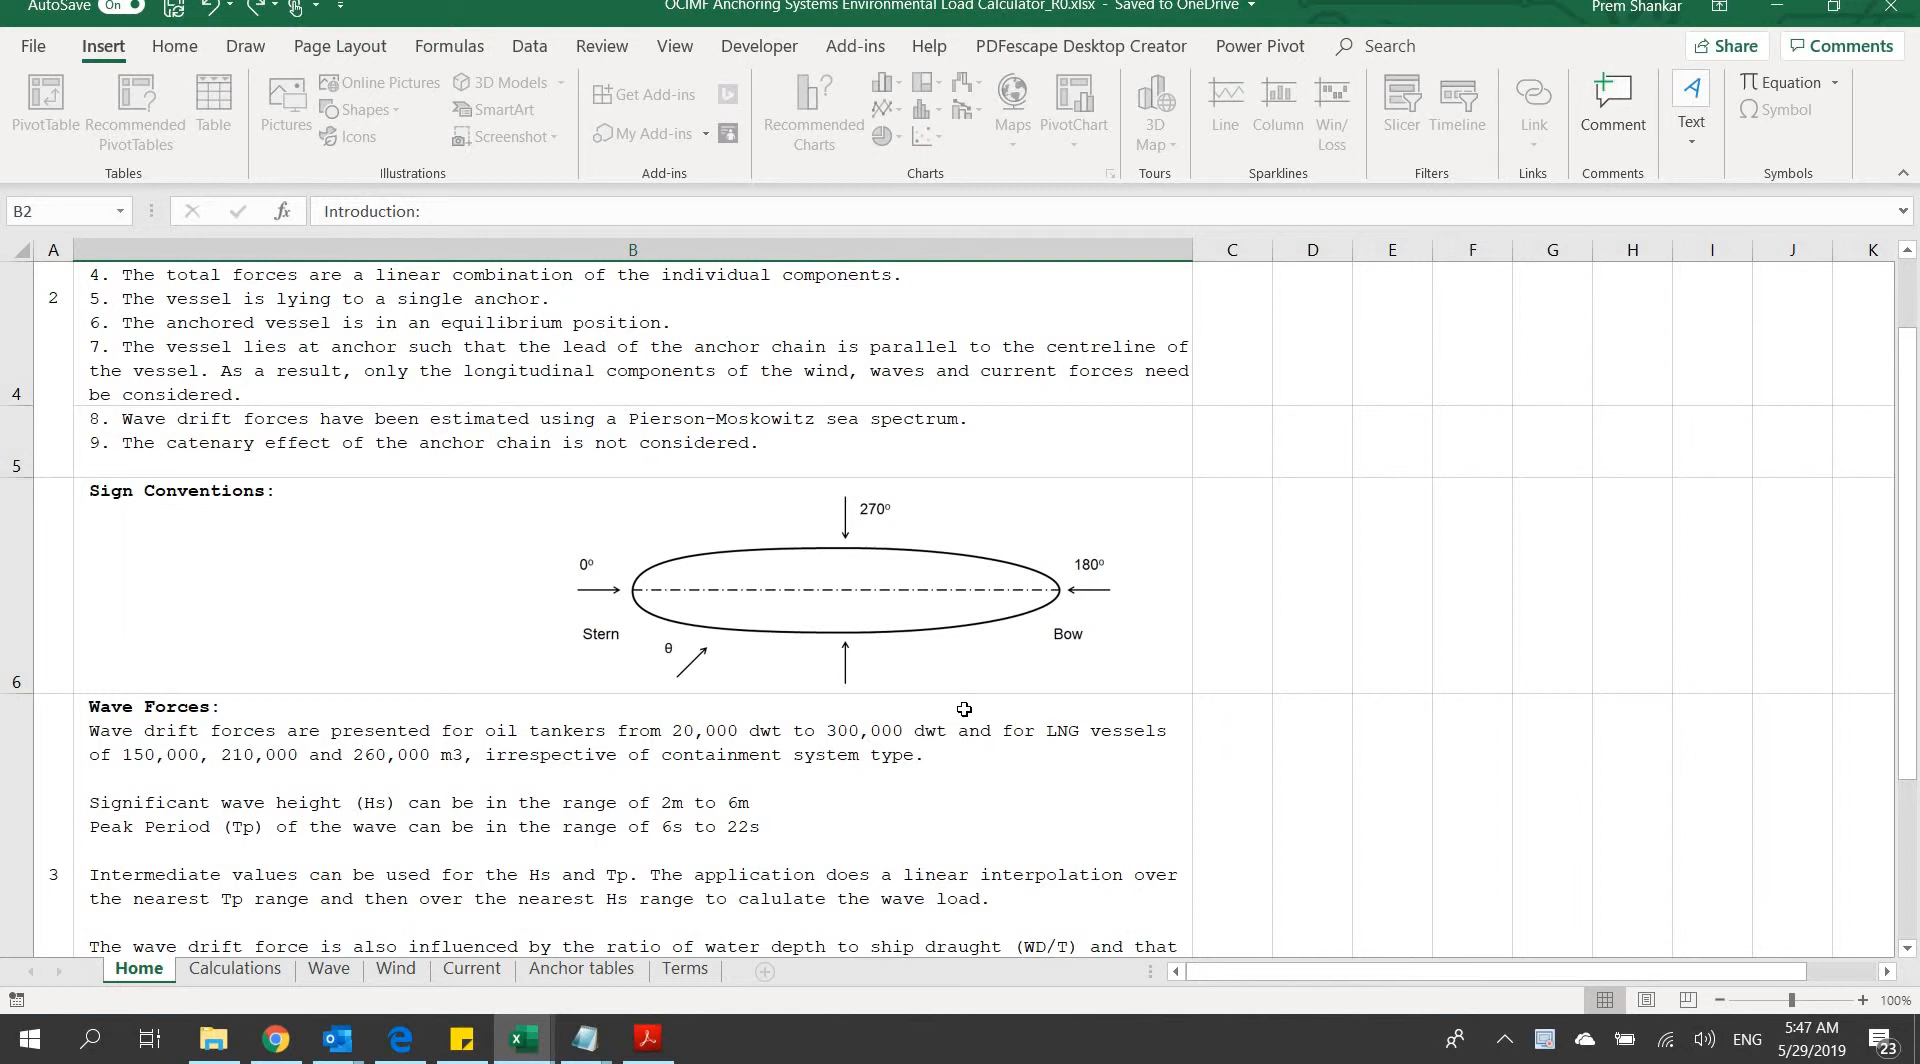 AutoSave On OCIMF Anchoring Systems Environmental Load Calculator_R0.xlsx - Saved to OneDrive Prem Shankar
File Insert Home Draw Page Layout Formulas Data Review View Developer Add-ins Help PDFescape Desktop Creator Power Pivot Search Share Comments
PivotTable Recommended PivotTables Table
Tables
Pictures Online Pictures Shapes Icons 3D Models SmartArt Screenshot
Illustrations
Get Add-ins
My Add-ins
Add-ins
Recommended Charts Maps PivotChart
Charts
3D Map
Tours
Line Column Win/Loss
Sparklines
Slicer Timeline
Filters
Link
Links
Comment
Comments
Text
Equation
Symbol
Symbols
B2 fx Introduction:
A B C D E F G H I J K
4. The total forces are a linear combination of the individual components.
2 5. The vessel is lying to a single anchor.
6. The anchored vessel is in an equilibrium position.
7. The vessel lies at anchor such that the lead of the anchor chain is parallel to the centreline of
the vessel. As a result, only the longitudinal components of the wind, waves and current forces need
4 be considered.
8. Wave drift forces have been estimated using a Pierson-Moskowitz sea spectrum.
9. The catenary effect of the anchor chain is not considered.
5
Sign Conventions:
270º
0º 180º
Stern Bow
θ
6
Wave Forces:
Wave drift forces are presented for oil tankers from 20,000 dwt to 300,000 dwt and for LNG vessels
of 150,000, 210,000 and 260,000 m3, irrespective of containment system type.
Significant wave height (Hs) can be in the range of 2m to 6m
Peak Period (Tp) of the wave can be in the range of 6s to 22s
3 Intermediate values can be used for the Hs and Tp. The application does a linear interpolation over
the nearest Tp range and then over the nearest Hs range to calulate the wave load.
The wave drift force is also influenced by the ratio of water depth to ship draught (WD/T) and that
Home Calculations Wave Wind Current Anchor tables Terms
100%
ENG 5:47 AM
5/29/2019 23